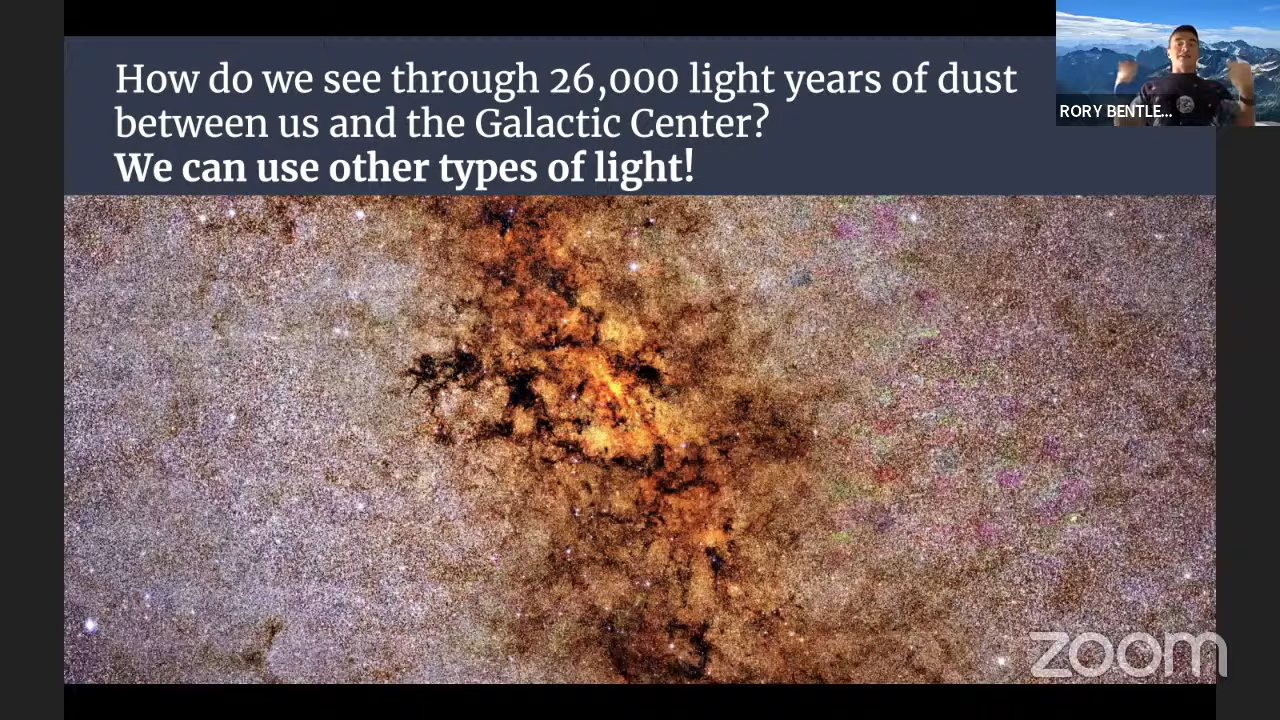 How do we see through 26,000 light years of dust
between us and the Galactic Center?
We can use other types of light!
RORY BENTLE...
zoom